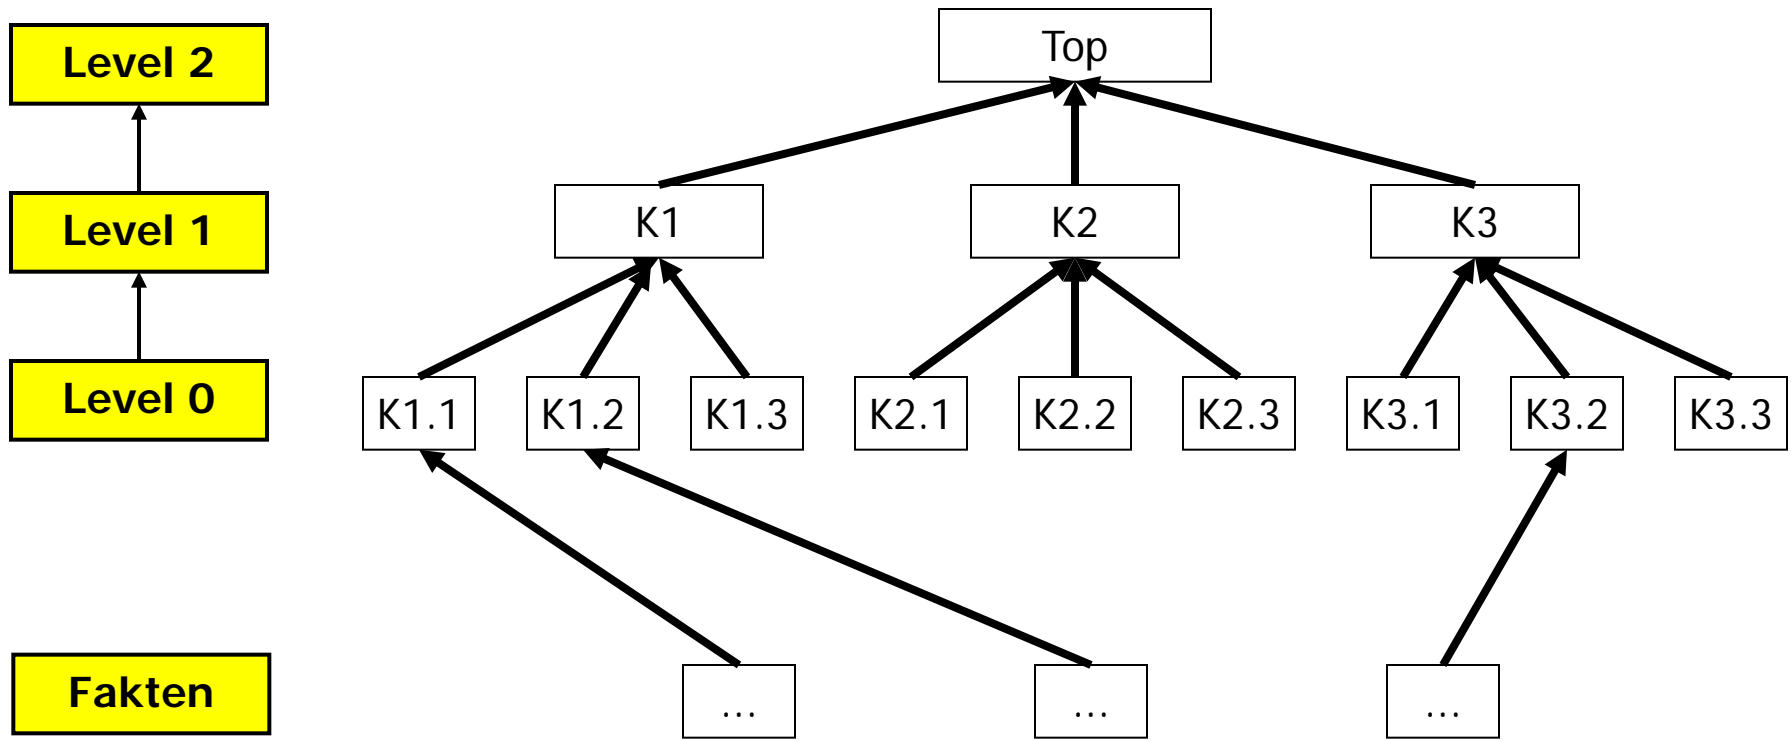 Level 2
Top
Level 1
K1
K2
K3
Level 0
K1.1
K1.2
K1.3
K2.1
K2.2
K2.3
K3.1
K3.2
K3.3
Fakten
...
...
...